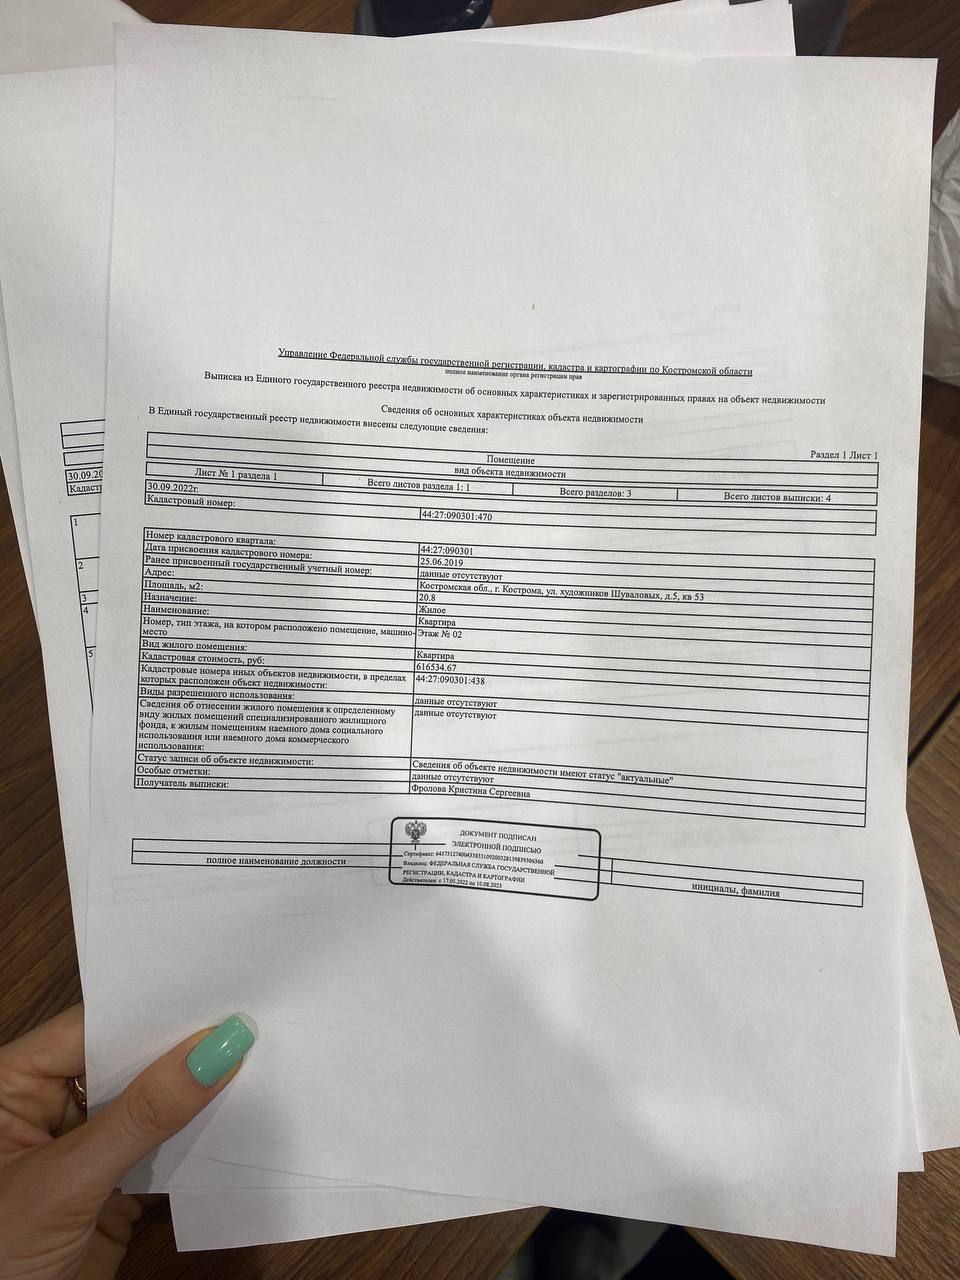 Управление Федеральной службы государственной регистрации, кадастра и картографии по Костромской области
полное наименование органа регистрации прав
Выписка из Единого государственного реестра недвижимости об основных характеристиках и зарегистрированных правах на объект недвижимости
Сведения об основных характеристиках объекта недвижимости
В Единый государственный реестр недвижимости внесены следующие сведения:
Раздел 1 Лист 1
Помещение
вид объекта недвижимости
Лист № 1 раздела 1 Всего листов раздела 1: 1 Всего разделов: 3 Всего листов выписки: 4
30.09.2022г.
Кадастровый номер: 44:27:090301:470
Номер кадастрового квартала: 44:27:090301
Дата присвоения кадастрового номера: 25.06.2019
Ранее присвоенный государственный учетный номер: данные отсутствуют
Адрес: Костромская обл., г. Кострома, ул. художников Шуваловых, д.5, кв 53
Площадь, м2: 20.8
Назначение: Жилое
Наименование: Квартира
Номер, тип этажа, на котором расположено помещение, машино- Этаж № 02
место
Вид жилого помещения: Квартира
Кадастровая стоимость, руб: 616534.67
Кадастровые номера иных объектов недвижимости, в пределах 44:27:090301:438
которых расположен объект недвижимости:
Виды разрешенного использования: данные отсутствуют
Сведения об отнесении жилого помещения к определенному данные отсутствуют
виду жилых помещений специализированного жилищного
фонда, к жилым помещениям наемного дома социального
использования или наемного дома коммерческого
использования:
Статус записи об объекте недвижимости: Сведения об объекте недвижимости имеют статус "актуальные"
Особые отметки: данные отсутствуют
Получатель выписки: Фролова Кристина Сергеевна
ДОКУМЕНТ ПОДПИСАН
ЭЛЕКТРОННОЙ ПОДПИСЬЮ
Сертификат:
Владелец: ФЕДЕРАЛЬНАЯ СЛУЖБА ГОСУДАРСТВЕННОЙ
РЕГИСТРАЦИИ, КАДАСТРА И КАРТОГРАФИИ
Действителен: с 17.05.2022 по 10.08.2023
полное наименование должности
инициалы, фамилия
30.09.20
Кадаст
1
2
3
4
5